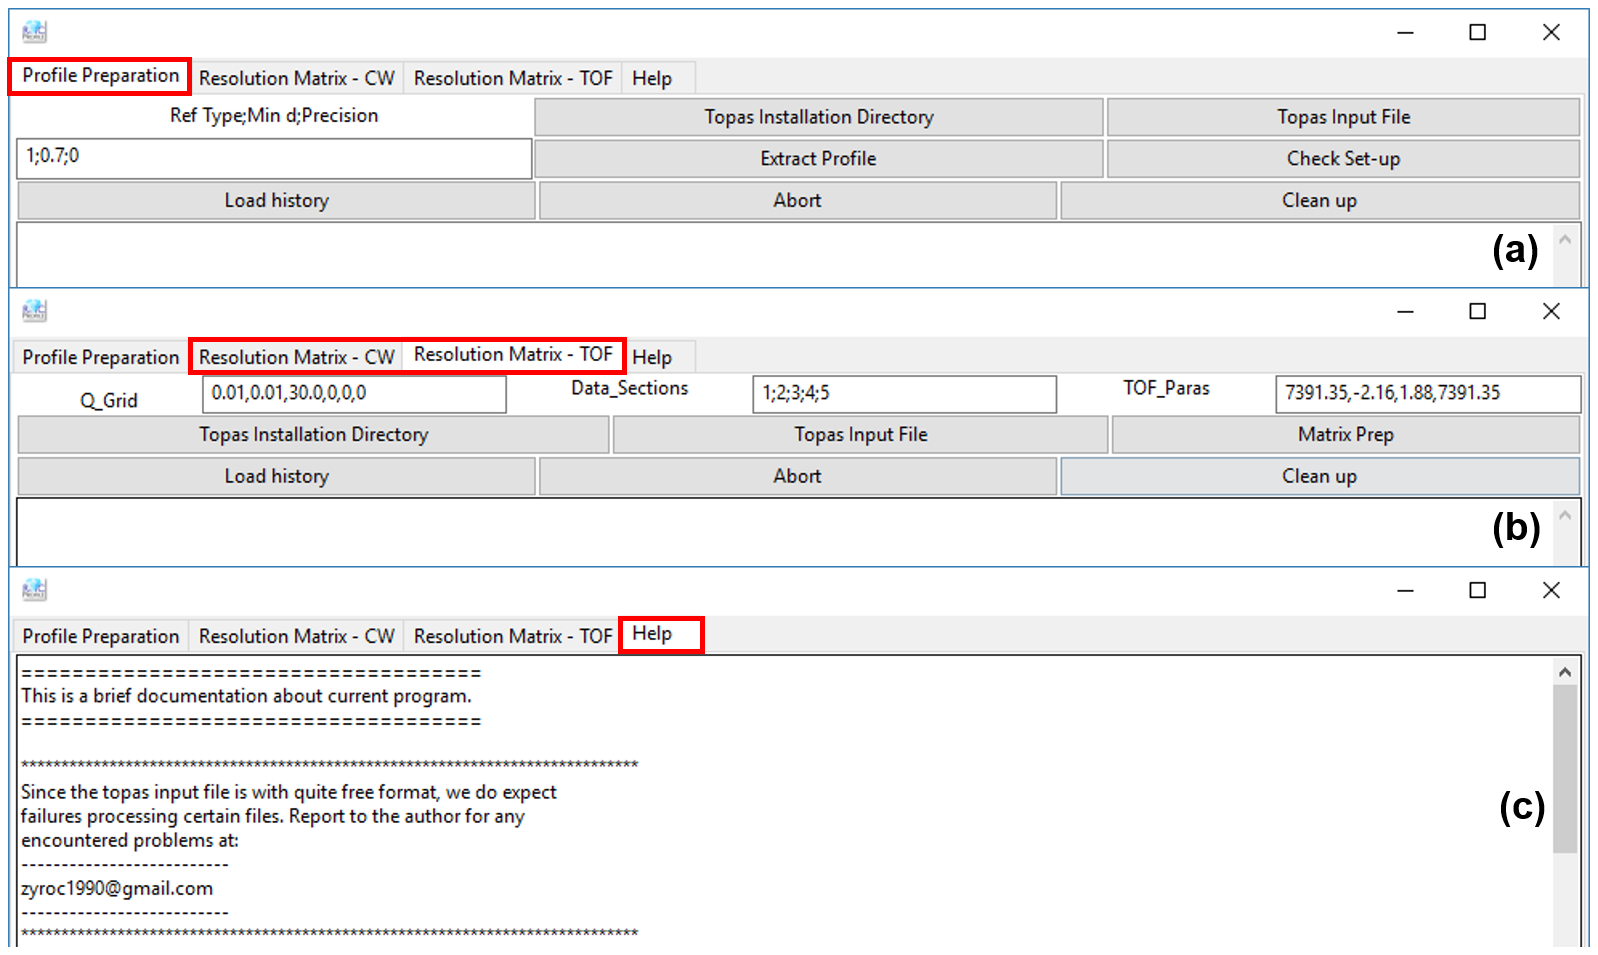 Profile Preparation Resolution Matrix - CW Resolution Matrix - TOF Help
Ref Type;Min d;Precision Topas Installation Directory Topas Input File
1;0.7;0 Extract Profile Check Set-up
Load history Abort Clean up
(a)
Profile Preparation Resolution Matrix - CW Resolution Matrix - TOF Help
Q_Grid 0.01,0.01,30.0,0,0,0 Data_Sections 1;2;3;4;5 TOF_Paras 7391.35,-2.16,1.88,7391.35
Topas Installation Directory Topas Input File Matrix Prep
Load history Abort Clean up
(b)
Profile Preparation Resolution Matrix - CW Resolution Matrix - TOF Help
====================================
This is a brief documentation about current program.
====================================
*****************************************************************************
Since the topas input file is with quite free format, we do expect
failures processing certain files. Report to the author for any
encountered problems at:
--------------------------
zyroc1990@gmail.com
--------------------------
*****************************************************************************
(c)